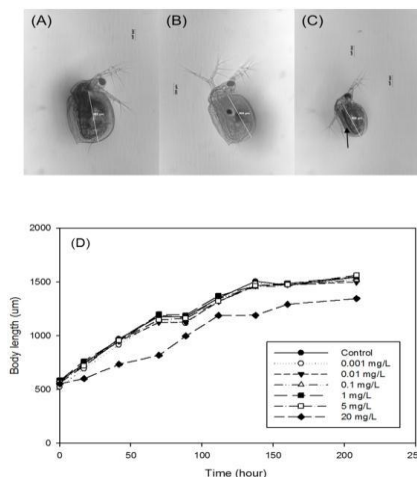 (A)
(B)
(C)
(D)
2000
1500
1000
500
0
Body length (um)
Control
0.001 mg/L
0.01 mg/L
0.1 mg/L
1 mg/L
5 mg/L
20 mg/L
0 50 100 150 200 25
Time (hour)